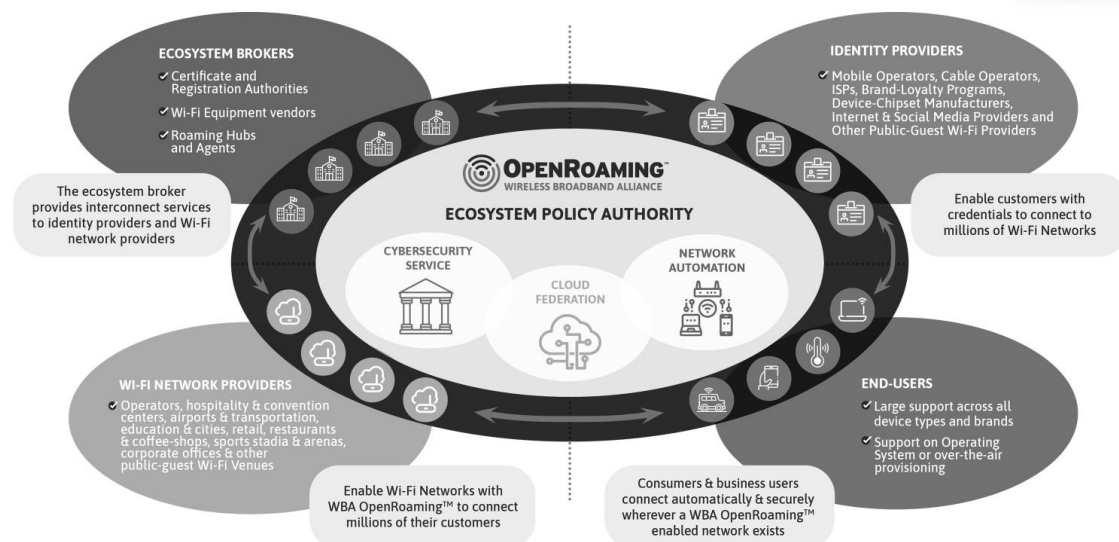 ECOSYSTEM BROKERS
Certificate and
Registration Authorities
Wi-Fi Equipment vendors
Roaming Hubs
and Agents
The ecosystem broker
provides interconnect services
to identity providers and Wi-Fi
network providers
IDENTITY PROVIDERS
Mobile Operators, Cable Operators,
ISPs, Brand-Loyalty Programs,
Device-Chipset Manufacturers,
Internet & Social Media Providers and
Other Public-Guest Wi-Fi Providers
Enable customers with
credentials to connect to
millions of Wi-Fi Networks
OPENROAMING™
WIRELESS BROADBAND ALLIANCE
ECOSYSTEM POLICY AUTHORITY
CYBERSECURITY
SERVICE
CLOUD
FEDERATION
NETWORK
AUTOMATION
WI-FI NETWORK PROVIDERS
Operators, hospitality & convention
centers, airports & transportation,
education & cities, retail, restaurants
& coffee-shops, sports stadia & arenas,
corporate offices & other
public-guest Wi-Fi Venues
Enable Wi-Fi Networks with
WBA OpenRoaming™ to connect
millions of their customers
END-USERS
Large support across all
device types and brands
Support on Operating
System or over-the-air
provisioning
Consumers & business users
connect automatically & securely
wherever a WBA OpenRoaming™
enabled network exists